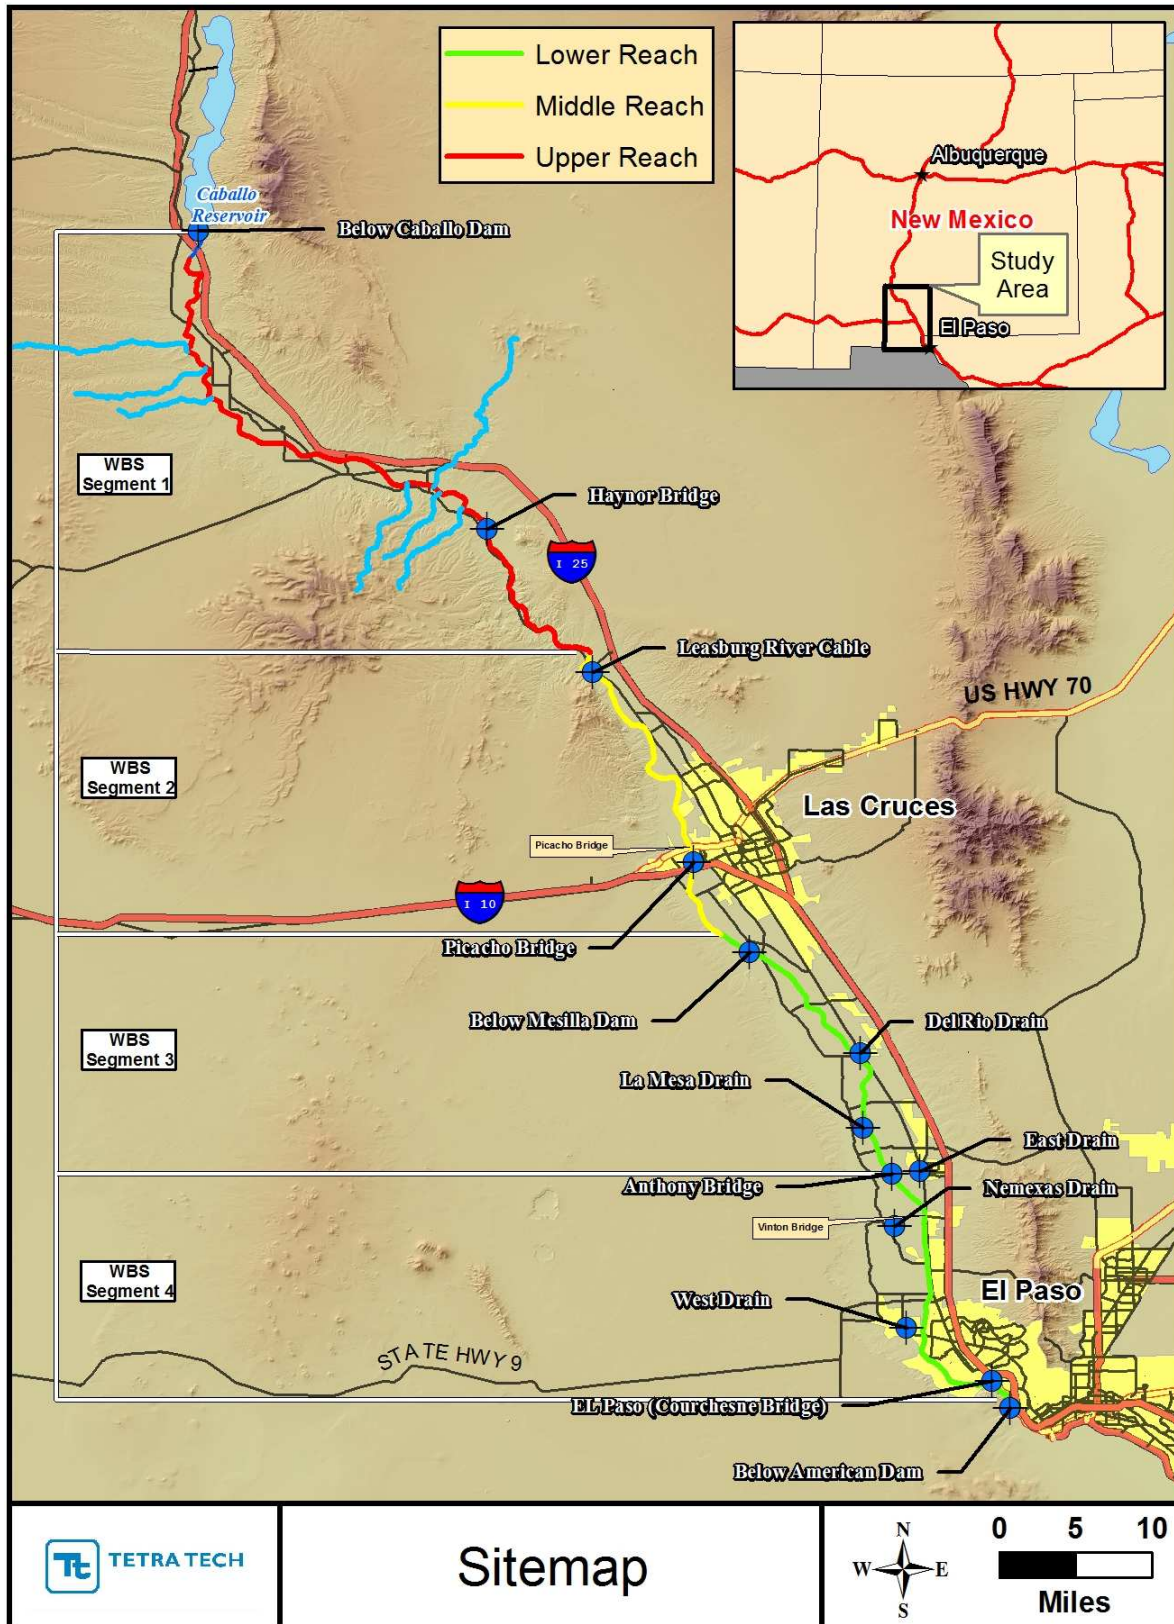 Lower Reach
Middle Reach
Upper Reach
Albuquerque
New Mexico
Study
Area
El Paso
Caballo
Reservoir
Below Caballo Dam
WBS
Segment 1
Haynor Bridge
I 25
Leasburg River Cable
US HWY 70
WBS
Segment 2
Las Cruces
Picacho Bridge
I 10
Picacho Bridge
Below Mesilla Dam
Del Rio Drain
WBS
Segment 3
La Mesa Drain
East Drain
Anthony Bridge
Nemexas Drain
Vinton Bridge
WBS
Segment 4
El Paso
West Drain
STATE HWY 9
EL Paso (Courchesne Bridge)
Below American Dam
Tt TETRA TECH
Sitemap
N
W E
S
0 5 10
Miles